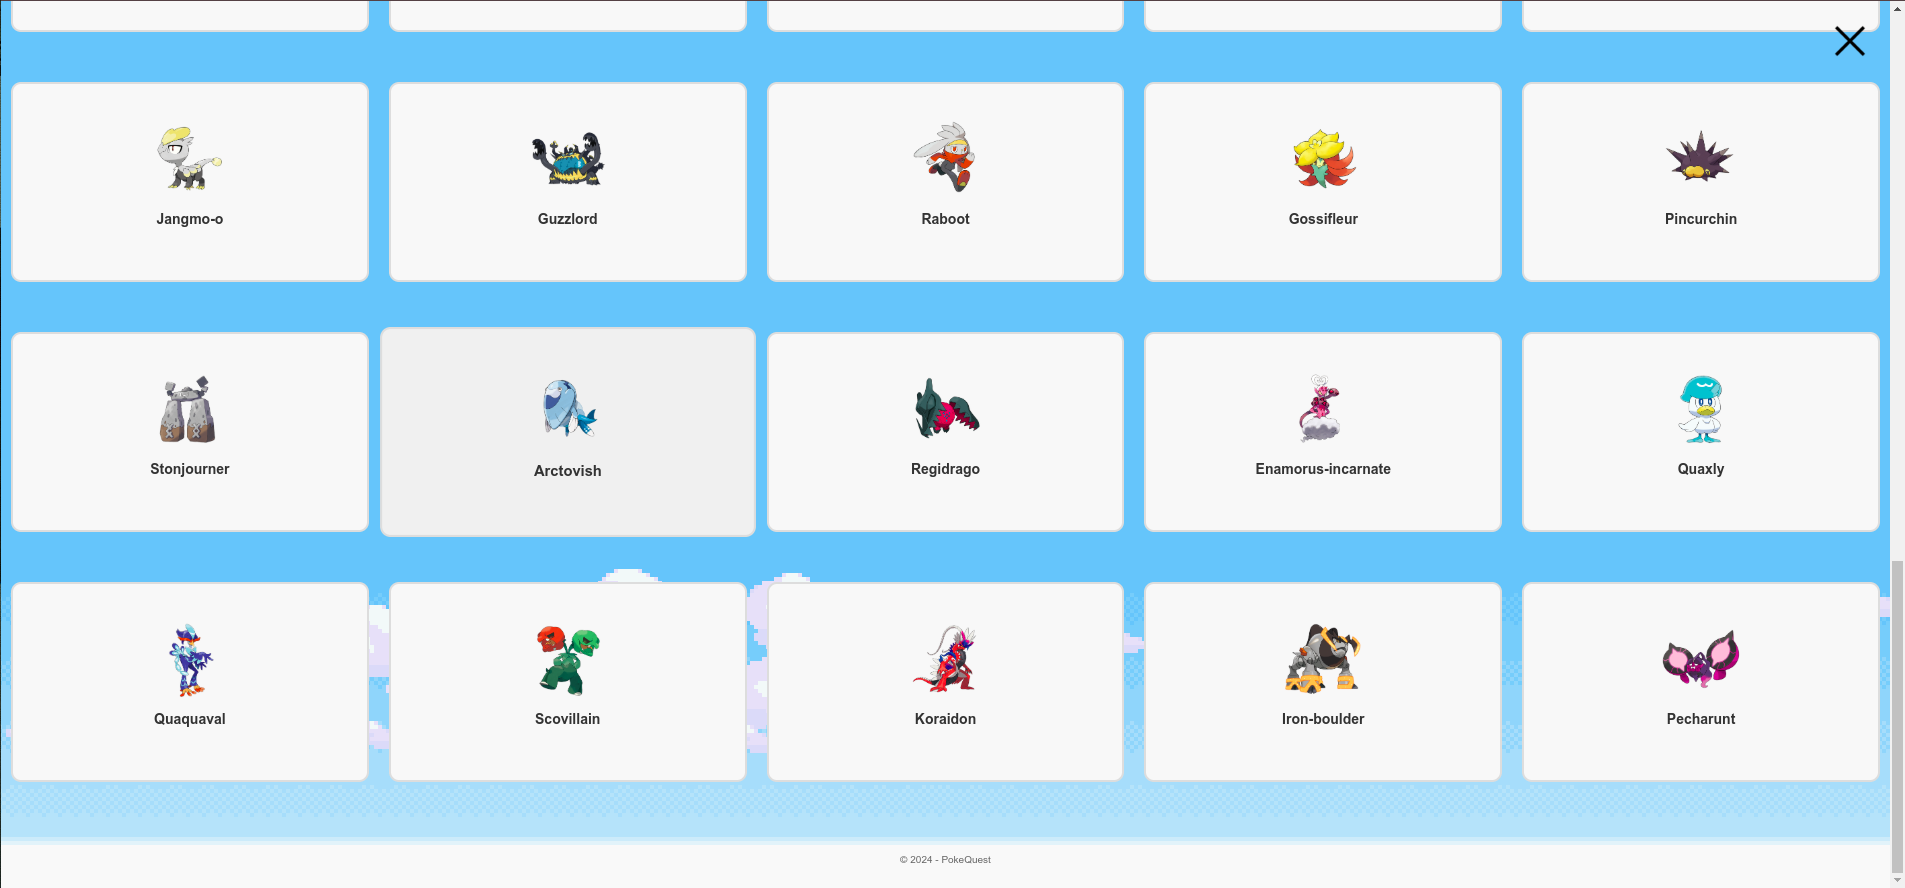 Jangmo-o
Guzzlord
Raboot
Gossifleur
Pincurchin
Stonjourner
Arctovish
Regidrago
Enamorus-incarnate
Quaxly
Quaquaval
Scovillain
Koraidon
Iron-boulder
Pecharunt
© 2024 - PokeQuest